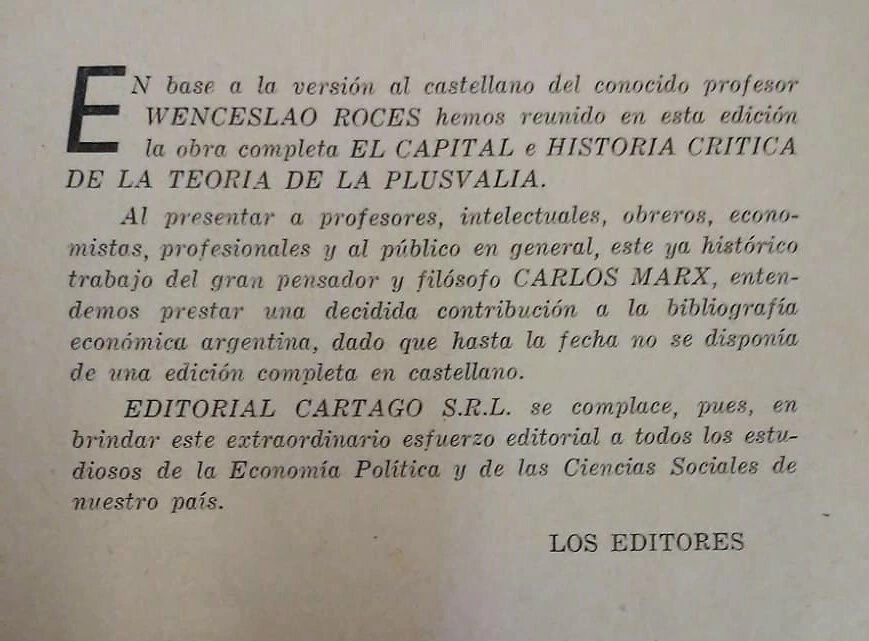 EN base a la versión al castellano del conocido profesor
WENCESLAO ROCES hemos reunido en esta edición
la obra completa EL CAPITAL e HISTORIA CRITICA
DE LA TEORIA DE LA PLUSVALIA.
Al presentar a profesores, intelectuales, obreros, econo-
mistas, profesionales y al público en general, este ya histórico
trabajo del gran pensador y filósofo CARLOS MARX, enten-
demos prestar una decidida contribución a la bibliografía
económica argentina, dado que hasta la fecha no se disponía
de una edición completa en castellano.
EDITORIAL CARTAGO S.R.L. se complace, pues, en
brindar este extraordinario esfuerzo editorial a todos los estu-
diosos de la Economía Política y de las Ciencias Sociales de
nuestro país.
LOS EDITORES